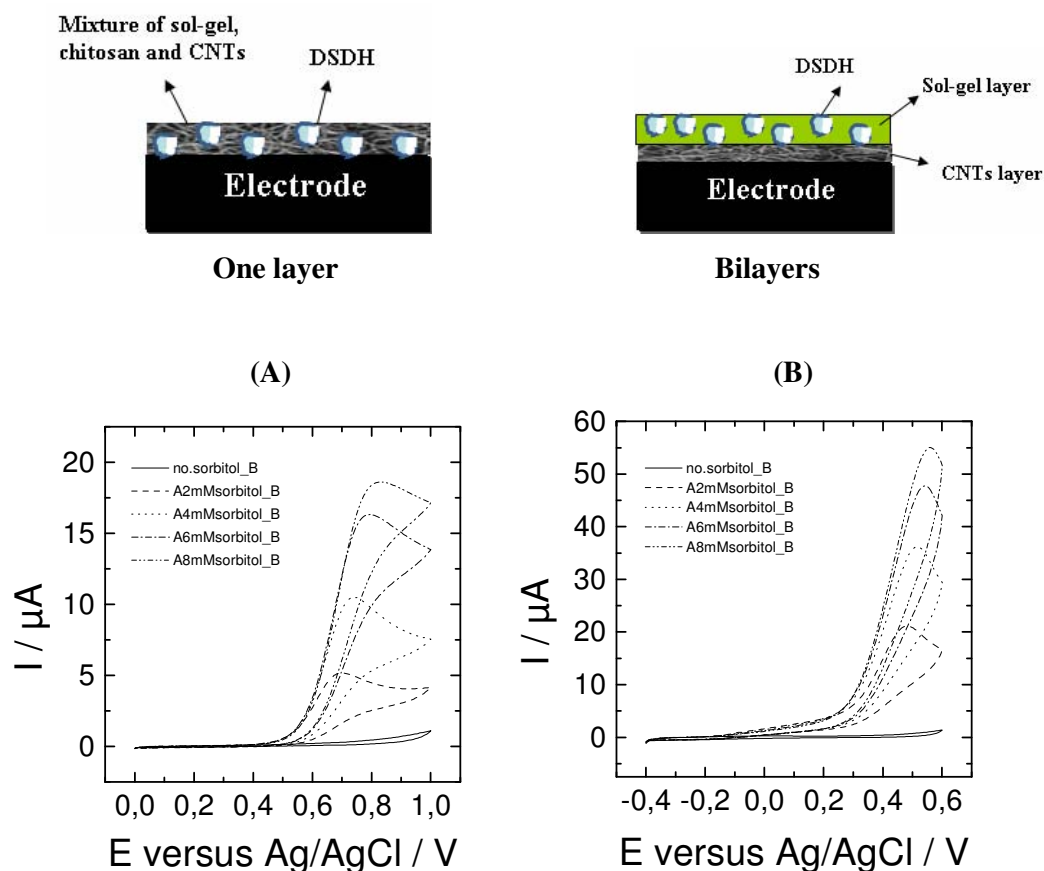 Mixture of sol-gel,
chitosan and CNTs
DSDH
Electrode
One layer
DSDH
Sol-gel layer
CNTs layer
Electrode
Bilayers
(A)
(B)
20
15
10
5
0
I / µA
no.sorbitol_B
A2mMsorbitol_B
A4mMsorbitol_B
A6mMsorbitol_B
A8mMsorbitol_B
0,0 0,2 0,4 0,6 0,8 1,0
E versus Ag/AgCl / V
60
50
40
30
20
10
0
I / µA
no.sorbitol_B
A2mMsorbitol_B
A4mMsorbitol_B
A6mMsorbitol_B
A8mMsorbitol_B
-0,4 -0,2 0,0 0,2 0,4 0,6
E versus Ag/AgCl / V